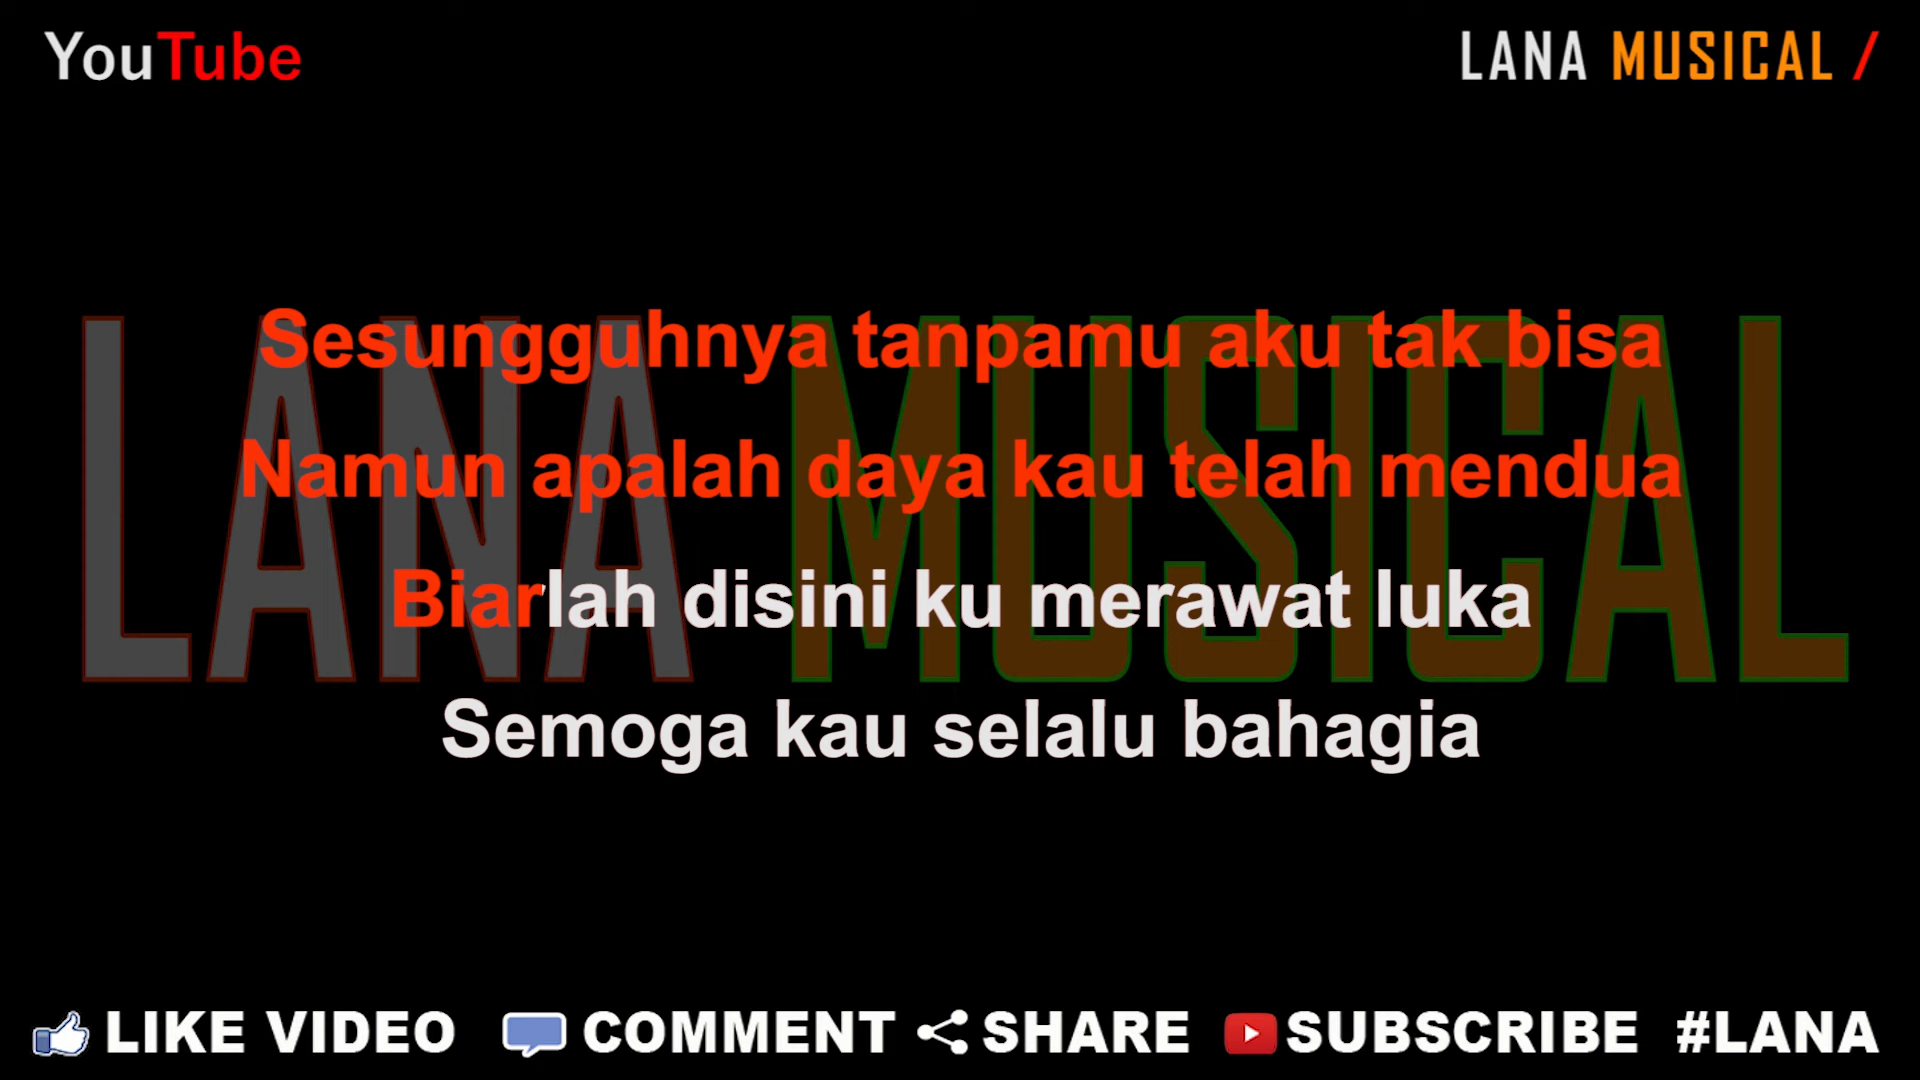 YouTube
LANA MUSICAL /
LANA MUSICAL
Sesungguhnya tanpamu aku tak bisa
Namun apalah daya kau telah mendua
Biarlah disini ku merawat luka
Semoga kau selalu bahagia
LIKE VIDEO COMMENT SHARE SUBSCRIBE #LANA